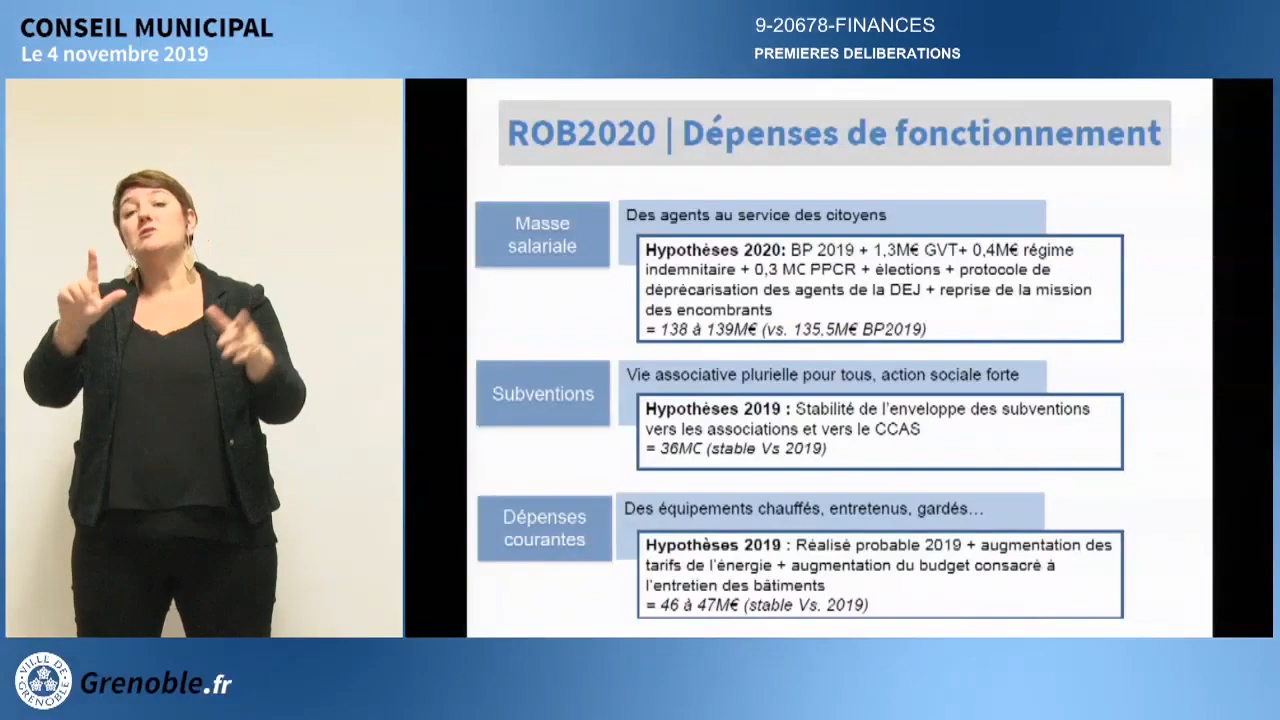 CONSEIL MUNICIPAL
Le 4 novembre 2019
9-20678-FINANCES
PREMIERES DELIBERATIONS
ROB2020 | Dépenses de fonctionnement
Masse
salariale
Des agents au service des citoyens
Hypothéses 2020: BP 2019 + 1,3M€ GVT+ 0,4M€ régime
indemnitaire + 0,3 M€ PPCR + élections + protocole de
déprécarisation des agents de la DEJ + reprise de la mission
des encombrants
= 138 à 139M€ (vs. 135,5M€ BP2019)
Subventions
Vie associative plurielle pour tous, action sociale forte
Hypothéses 2019 : Stabilité de l'enveloppe des subventions
vers les associations et vers le CCAS
= 36M€ (stable Vs 2019)
Dépenses
courantes
Des équipements chauffés, entretenus, gardés…
Hypothèses 2019 : Réalisé probable 2019 + augmentation des
tarifs de l'énergie + augmentation du budget consacré à
l'entretien des bâtiments
= 46 à 47M€ (stable Vs. 2019)
VILLE DE
GRENOBLE
Grenoble.fr